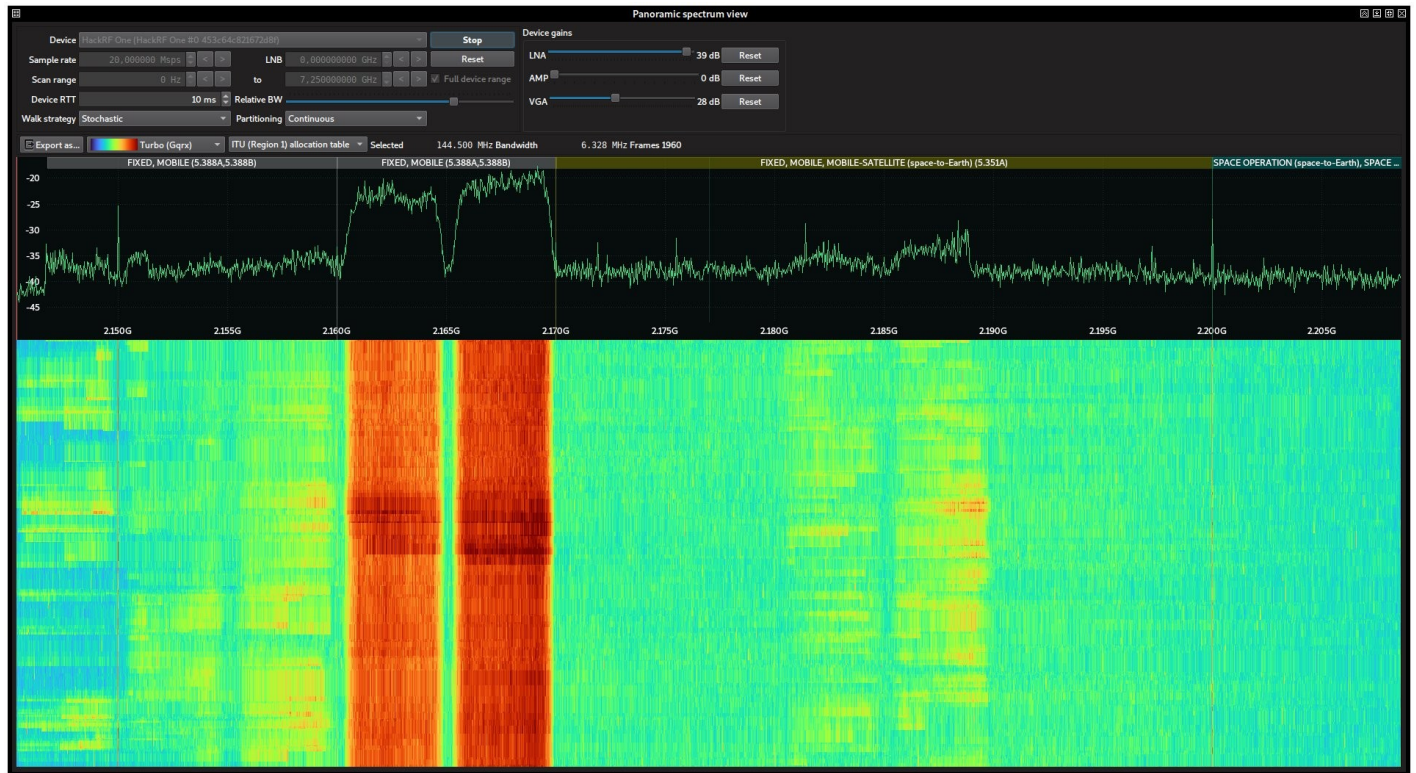 Panoramic spectrum view
Device HackRF One (HackRF One #0 453c64c821672d8f) Stop
Device gains
Sample rate 20,000000 Msps < > LNB 0,000000000 GHz < > Reset
LNA 39 dB Reset
Scan range 0 Hz < > to 7,250000000 GHz < > Full device range
AMP 0 dB Reset
Device RTT 10 ms Relative BW
VGA 28 dB Reset
Walk strategy Stochastic Partitioning Continuous
Export as... Turbo (Gqrx) ITU (Region 1) allocation table Selected 144.500 MHz Bandwidth 6.328 MHz Frames 1960
FIXED, MOBILE (5.388A,5.388B) FIXED, MOBILE (5.388A,5.388B) FIXED, MOBILE, MOBILE-SATELLITE (space-to-Earth) (5.351A) SPACE OPERATION (space-to-Earth), SPACE ...
-20
-25
-30
-35
-40
-45
2.150G 2.155G 2.160G 2.165G 2.170G 2.175G 2.180G 2.185G 2.190G 2.195G 2.200G 2.205G